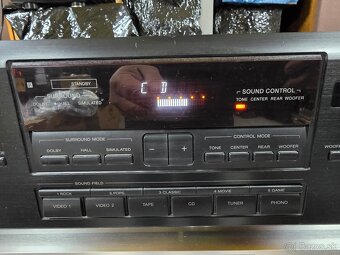 STANDBY
C D
SURROUND
DOLBY HALL SIMULATED
SOUND CONTROL
TONE CENTER REAR WOOFER
SURROUND MODE
CONTROL MODE
DOLBY HALL SIMULATED
− +
TONE CENTER REAR WOOFER
SOUND FIELD
1 ROCK 2 POPS 3 CLASSIC 4 MOVIE 5 GAME
VIDEO 1 VIDEO 2 TAPE CD TUNER PHONO